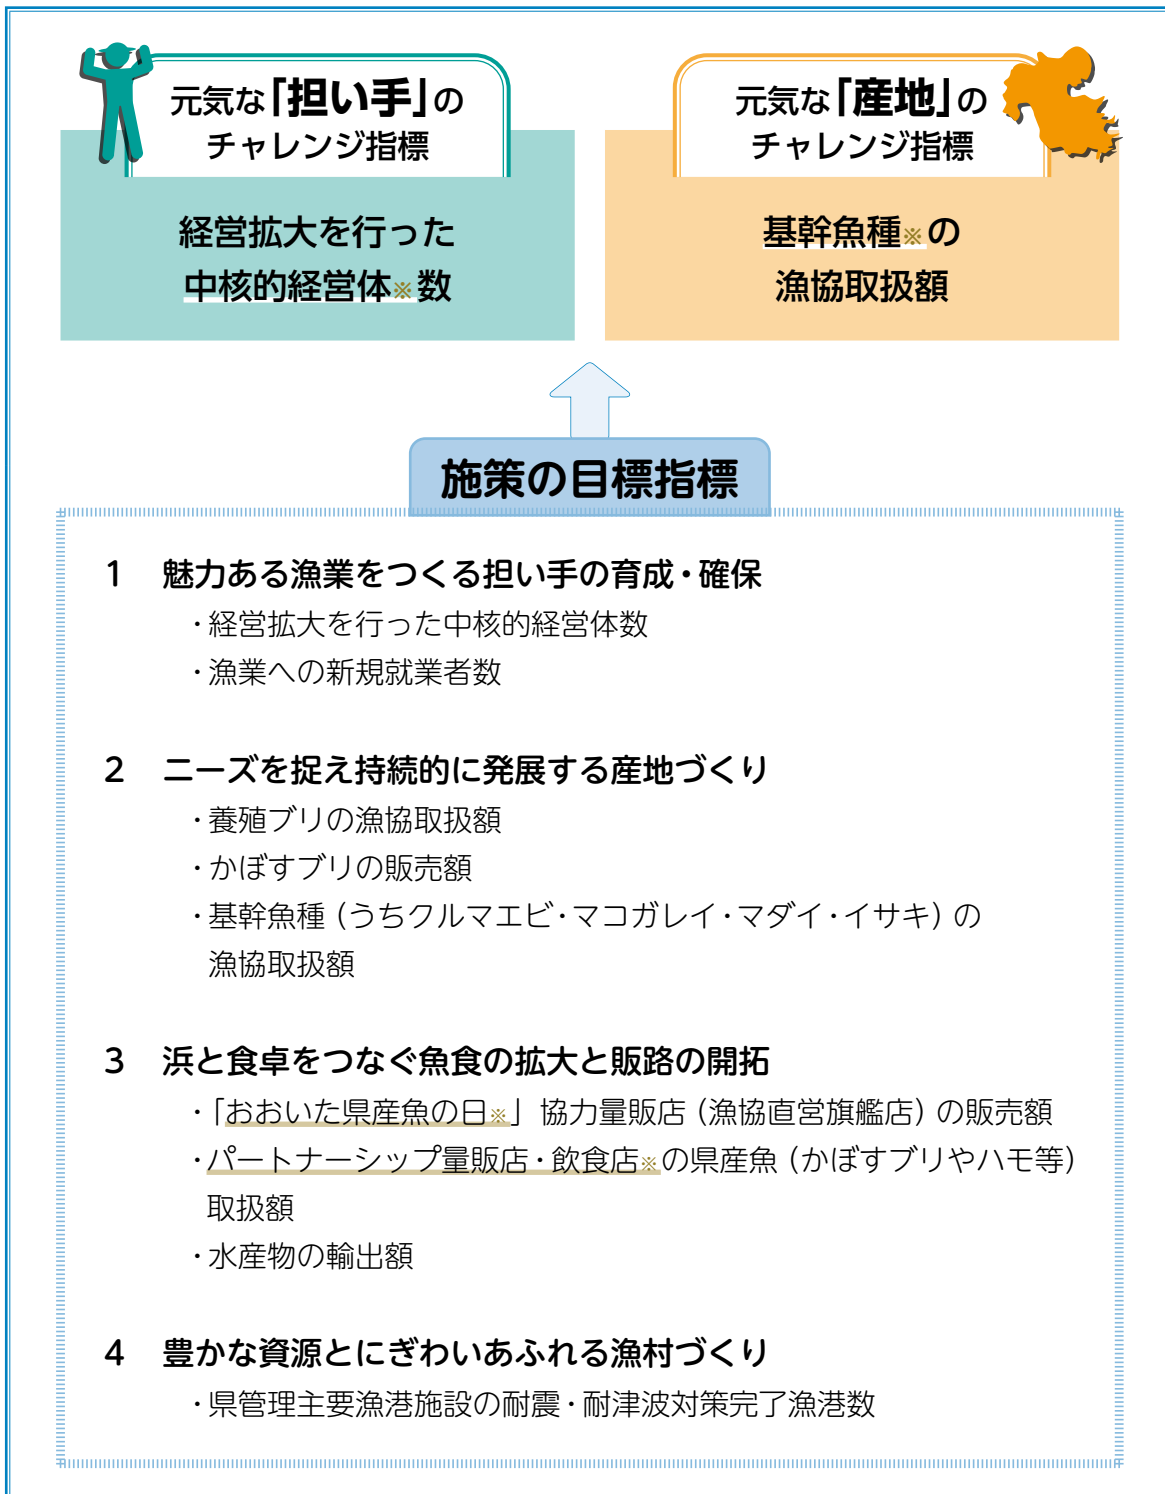 元気な「担い手」の
チャレンジ指標
経営拡大を行った
中核的経営体※数
元気な「産地」の
チャレンジ指標
基幹魚種※の
漁協取扱額
施策の目標指標
1 魅力ある漁業をつくる担い手の育成・確保
・経営拡大を行った中核的経営体数
・漁業への新規就業者数
2 ニーズを捉え持続的に発展する産地づくり
・養殖ブリの漁協取扱額
・かぼすブリの販売額
・基幹魚種（うちクルマエビ・マコガレイ・マダイ・イサキ）の
漁協取扱額
3 浜と食卓をつなぐ魚食の拡大と販路の開拓
・「おおいた県産魚の日※」協力量販店（漁協直営旗艦店）の販売額
・パートナーシップ量販店・飲食店※の県産魚（かぼすブリやハモ等）
取扱額
・水産物の輸出額
4 豊かな資源とにぎわいあふれる漁村づくり
・県管理主要漁港施設の耐震・耐津波対策完了漁港数